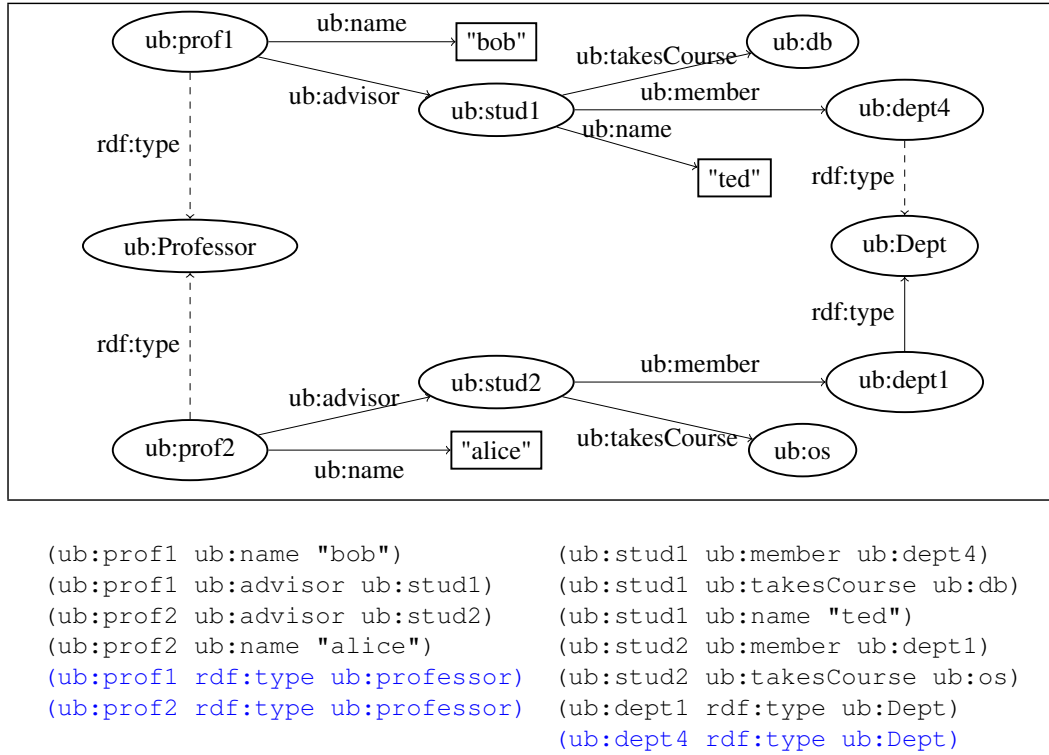 ub:prof1
ub:name
"bob"
ub:takesCourse
ub:db
ub:advisor
ub:stud1
ub:member
ub:dept4
ub:name
rdf:type
"ted"
rdf:type
ub:Professor
ub:Dept
rdf:type
rdf:type
ub:advisor
ub:stud2
ub:member
ub:dept1
ub:prof2
ub:name
"alice"
ub:takesCourse
ub:os
(ub:prof1 ub:name "bob")
(ub:prof1 ub:advisor ub:stud1)
(ub:prof2 ub:advisor ub:stud2)
(ub:prof2 ub:name "alice")
(ub:prof1 rdf:type ub:professor)
(ub:prof2 rdf:type ub:professor)
(ub:stud1 ub:member ub:dept4)
(ub:stud1 ub:takesCourse ub:db)
(ub:stud1 ub:name "ted")
(ub:stud2 ub:member ub:dept1)
(ub:stud2 ub:takesCourse ub:os)
(ub:dept1 rdf:type ub:Dept)
(ub:dept4 rdf:type ub:Dept)